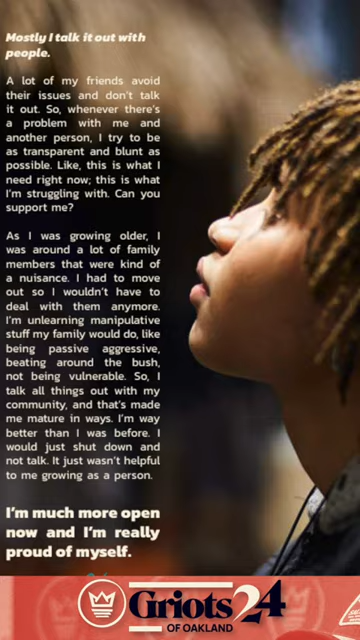 Mostly I talk it out with
people.
A lot of my friends avoid
their issues and don't talk
it out. So, whenever there's
a problem with me and
another person, I try to be
as transparent and blunt as
possible. Like, this is what I
need right now; this is what
I'm struggling with. Can you
support me?
As I was growing older, I
was around a lot of family
members that were kind of
a nuisance. I had to move
out so I wouldn't have to
deal with them anymore.
I'm unlearning manipulative
stuff my family would do, like
being passive aggressive,
beating around the bush,
not being vulnerable. So, I
talk all things out with my
community, and that's made
me mature in ways. I'm way
better than I was before. I
would just shut down and
not talk. It just wasn't helpful
to me growing as a person.
I'm much more open
now and I'm really
proud of myself.
Griots 24
OF OAKLAND